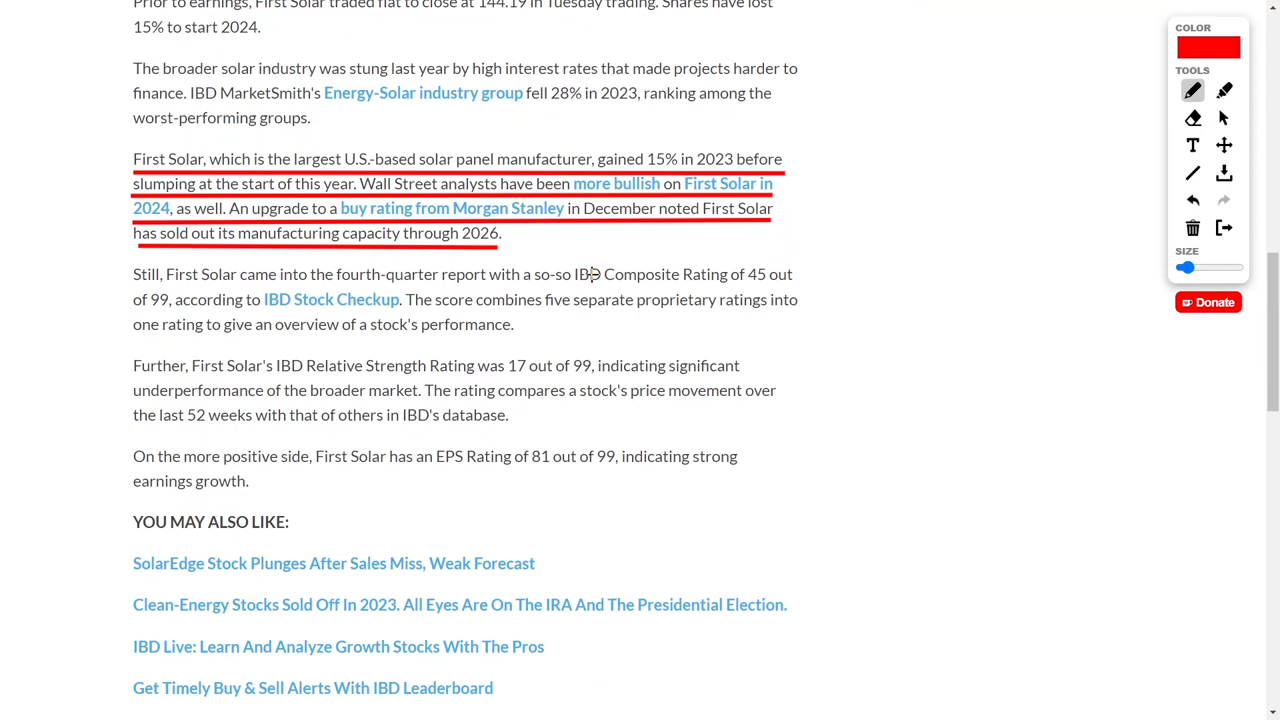 Prior to earnings, First Solar traded flat to close at 144.19 in Tuesday trading. Shares have lost
15% to start 2024.
The broader solar industry was stung last year by high interest rates that made projects harder to
finance. IBD MarketSmith's Energy-Solar industry group fell 28% in 2023, ranking among the
worst-performing groups.
First Solar, which is the largest U.S.-based solar panel manufacturer, gained 15% in 2023 before
slumping at the start of this year. Wall Street analysts have been more bullish on First Solar in
2024, as well. An upgrade to a buy rating from Morgan Stanley in December noted First Solar
has sold out its manufacturing capacity through 2026.
Still, First Solar came into the fourth-quarter report with a so-so IBD Composite Rating of 45 out
of 99, according to IBD Stock Checkup. The score combines five separate proprietary ratings into
one rating to give an overview of a stock's performance.
Further, First Solar's IBD Relative Strength Rating was 17 out of 99, indicating significant
underperformance of the broader market. The rating compares a stock's price movement over
the last 52 weeks with that of others in IBD's database.
On the more positive side, First Solar has an EPS Rating of 81 out of 99, indicating strong
earnings growth.
YOU MAY ALSO LIKE:
SolarEdge Stock Plunges After Sales Miss, Weak Forecast
Clean-Energy Stocks Sold Off In 2023. All Eyes Are On The IRA And The Presidential Election.
IBD Live: Learn And Analyze Growth Stocks With The Pros
Get Timely Buy & Sell Alerts With IBD Leaderboard
COLOR
TOOLS
T
SIZE
Donate